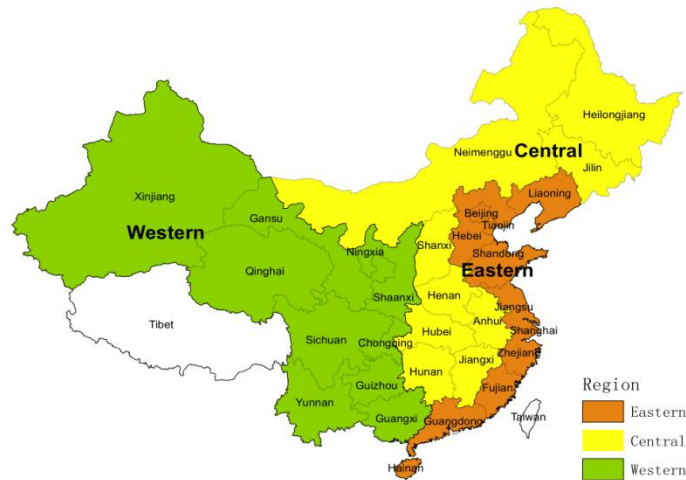 Heilongjiang
Neimenggu
Central
Jilin
Liaoning
Xinjiang
Beijing
Tianjin
Gansu
Western
Hebei
Shanxi
Ningxia
Shandong
Qinghai
Eastern
Shaanxi
Henan
Jiangsu
Anhui
Tibet
Shanghai
Hubei
Sichuan
Chongqing
Zhejiang
Jiangxi
Hunan
Guizhou
Fujian
Yunnan
Guangxi
Guangdong
Taiwan
Hainan
Region
Eastern
Central
Western